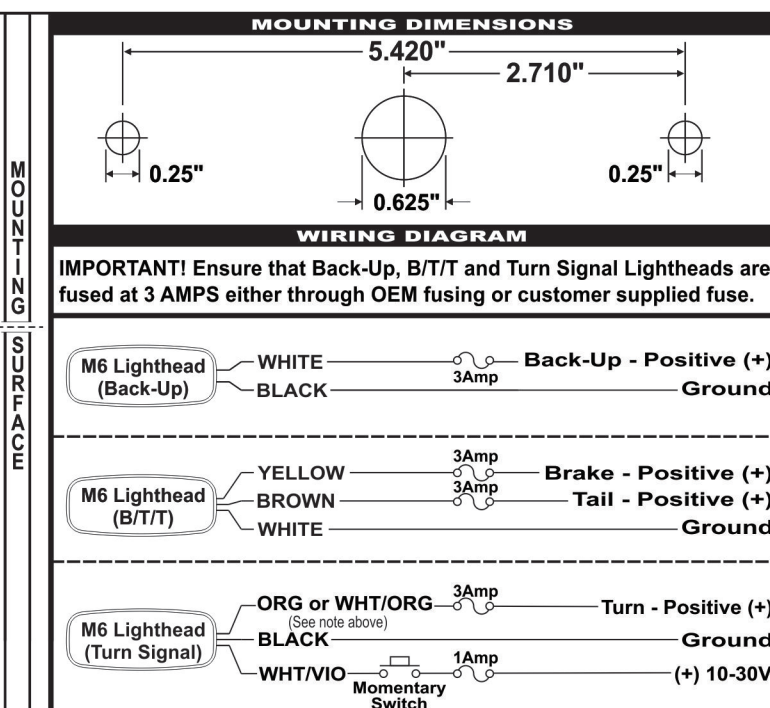 MOUNTING DIMENSIONS
5.420"
2.710"
0.25"
0.25"
0.625"
MOUNTING
SURFACE
WIRING DIAGRAM
IMPORTANT! Ensure that Back-Up, B/T/T and Turn Signal Lightheads are
fused at 3 AMPS either through OEM fusing or customer supplied fuse.
M6 Lighthead
(Back-Up)
WHITE
3Amp
Back-Up - Positive (+)
BLACK
Ground
M6 Lighthead
(B/T/T)
YELLOW
3Amp
Brake - Positive (+)
BROWN
3Amp
Tail - Positive (+)
WHITE
Ground
M6 Lighthead
(Turn Signal)
ORG or WHT/ORG
(See note above)
3Amp
Turn - Positive (+)
BLACK
Ground
WHT/VIO
Momentary
Switch
1Amp
(+) 10-30V